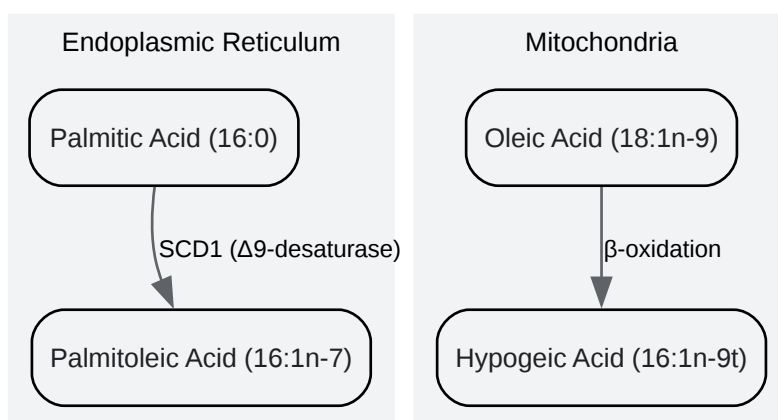 Endoplasmic Reticulum
Palmitic Acid (16:0)
SCD1 (Δ9-desaturase)
Palmitoleic Acid (16:1n-7)
Mitochondria
Oleic Acid (18:1n-9)
β-oxidation
Hypogeic Acid (16:1n-9t)